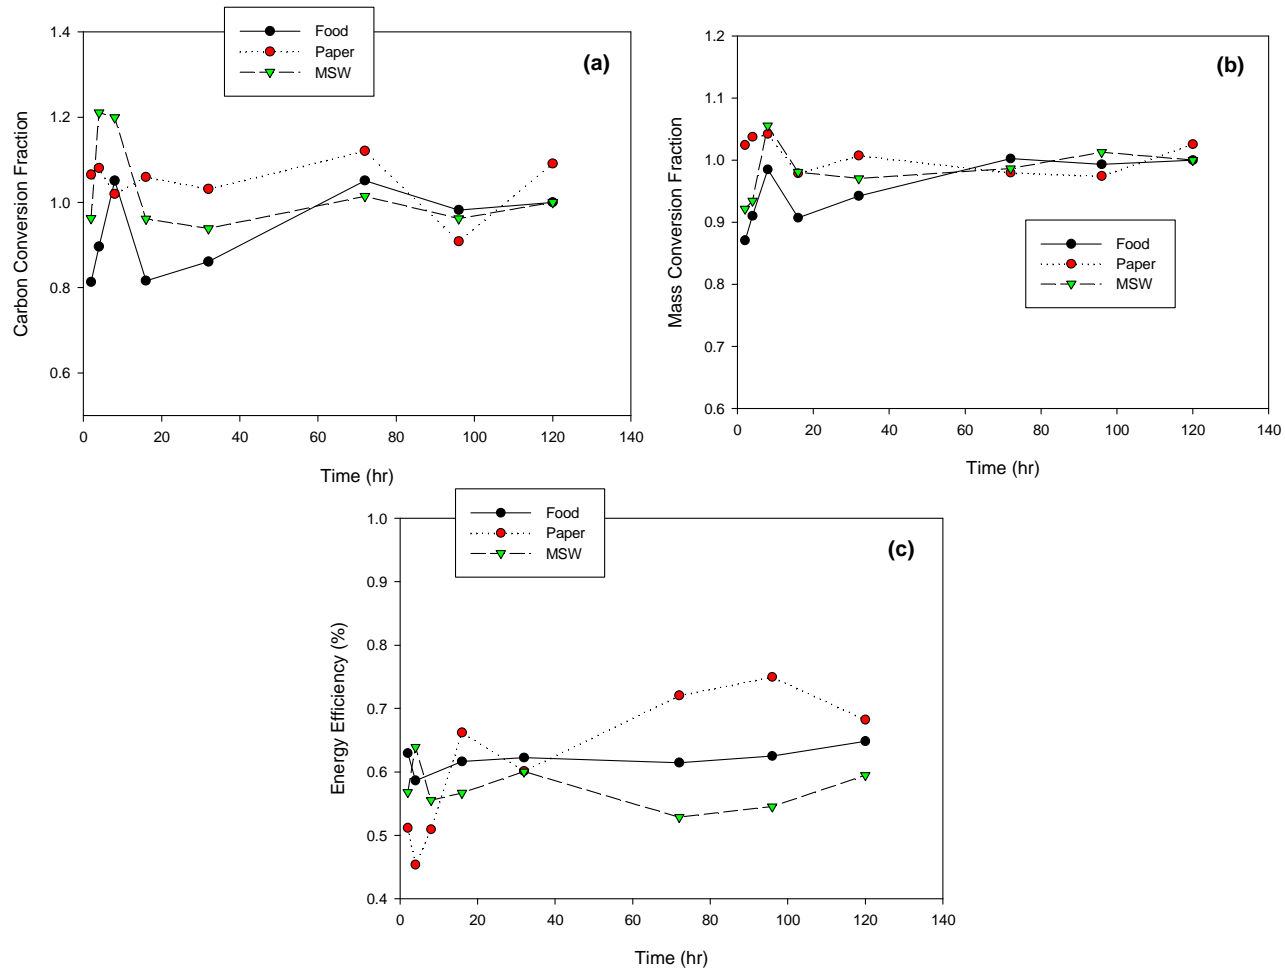 Food
Paper
MSW
(a)
1.4
1.2
1.0
0.8
0.6
Carbon Conversion Fraction
0 20 40 60 80 100 120 140
Time (hr)
(b)
1.2
1.1
1.0
0.9
0.8
0.7
0.6
Mass Conversion Fraction
Food
Paper
MSW
0 20 40 60 80 100 120 140
Time (hr)
Food
Paper
MSW
(c)
1.0
0.9
0.8
0.7
0.6
0.5
0.4
Energy Efficiency (%)
0 20 40 60 80 100 120 140
Time (hr)